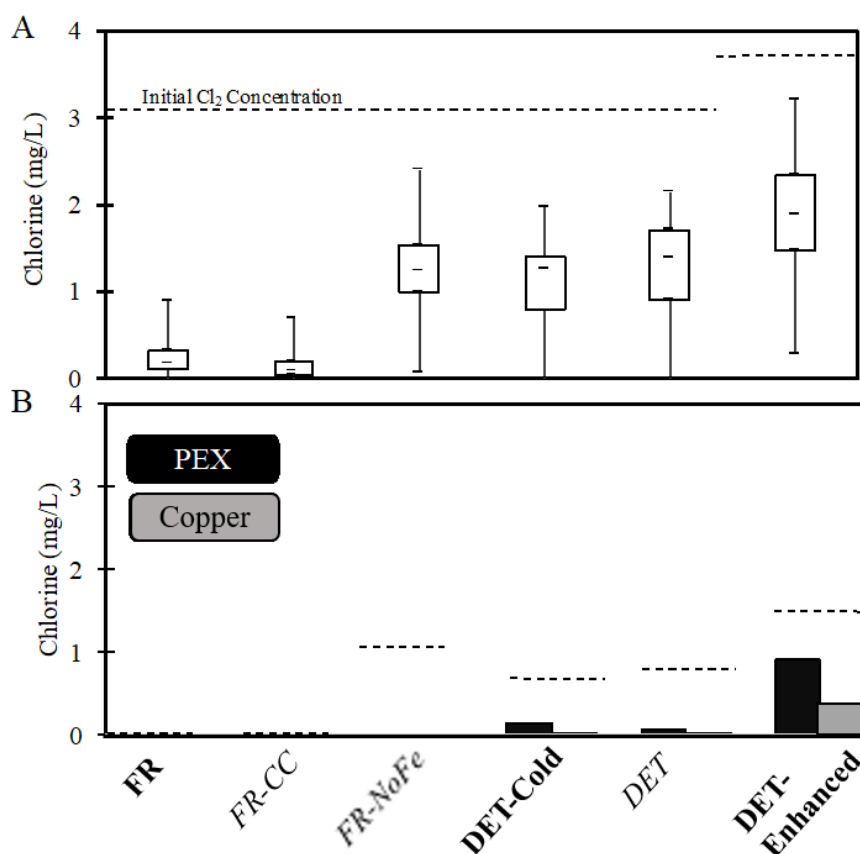 A
4
3
2
1
0
Chlorine (mg/L)
Initial Cl₂ Concentration
B
4
3
2
1
0
Chlorine (mg/L)
PEX
Copper
FR
FR-CC
FR-NoFe
DET-Cold
DET
DET-
Enhanced